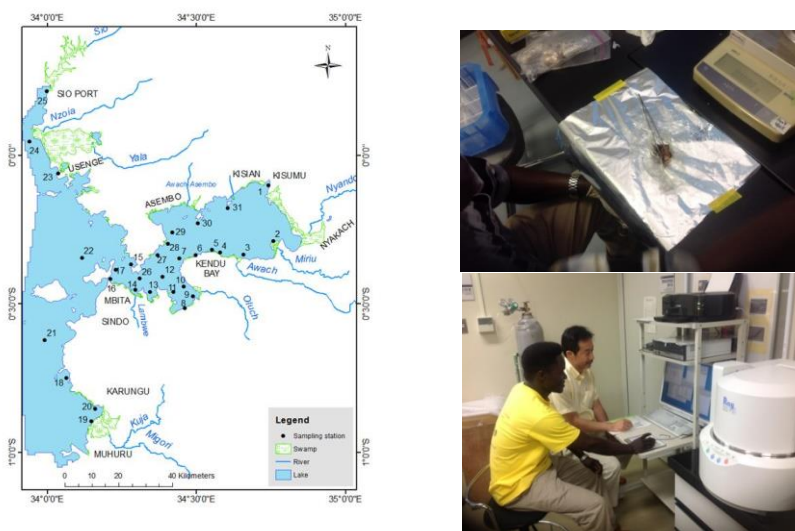 34°0'0"E
34°30'0"E
35°0'0"E
N
Sio
25
SIO PORT
Nzoia
24
0°0'0"
0°0'0"
USENGE
Yala
23
Awach Asembo
KISIAN
KISUMU
1
Nyando
ASEMBO
31
30
29
NYAKACH
28
2
22
15
27
7
6
5
4
3
Miriu
17
26
12
KENDU
BAY
Awach
16
14
13
11
10
9
8
MBITA
Oluch
0°30'0"S
0°30'0"S
SINDO
Lambwe
21
18
KARUNGU
20
19
Kuja
Migori
MUHURU
Legend
Sampling station
Swamp
River
Lake
1°0'0"S
1°0'0"S
0 10 20 40 Kilometers
34°0'0"E
34°30'0"E
35°0'0"E